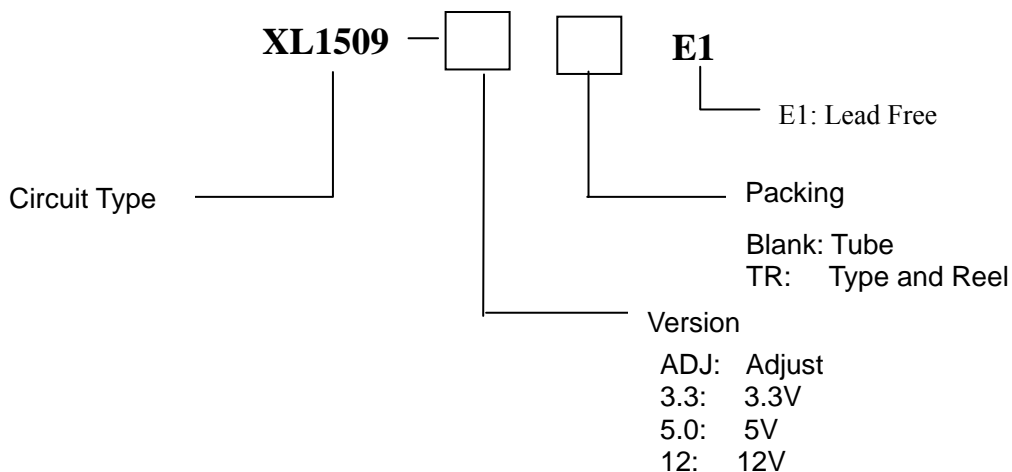 XL1509 — E1
E1: Lead Free
Circuit Type
Packing
Blank: Tube
TR: Type and Reel
Version
ADJ: Adjust
3.3: 3.3V
5.0: 5V
12: 12V